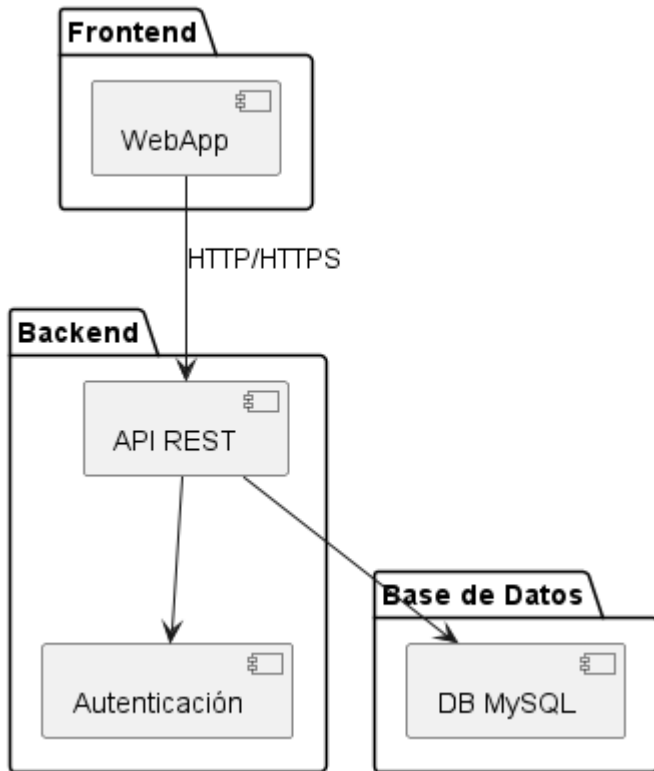 Frontend
WebApp
HTTP/HTTPS
Backend
API REST
Base de Datos
Autenticación
DB MySQL